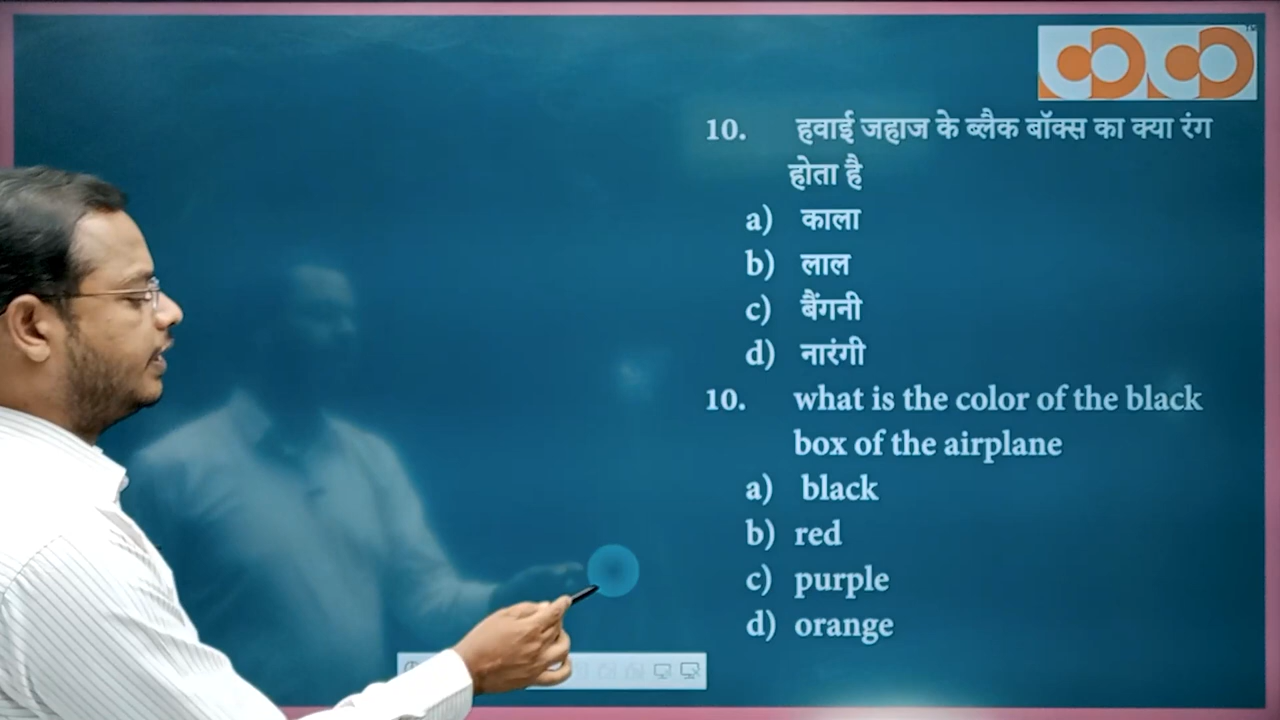 10. हवाई जहाज के ब्लैक बॉक्स का क्या रंग
होता है
a) काला
b) लाल
c) बैंगनी
d) नारंगी
10. what is the color of the black
box of the airplane
a) black
b) red
c) purple
d) orange
TM